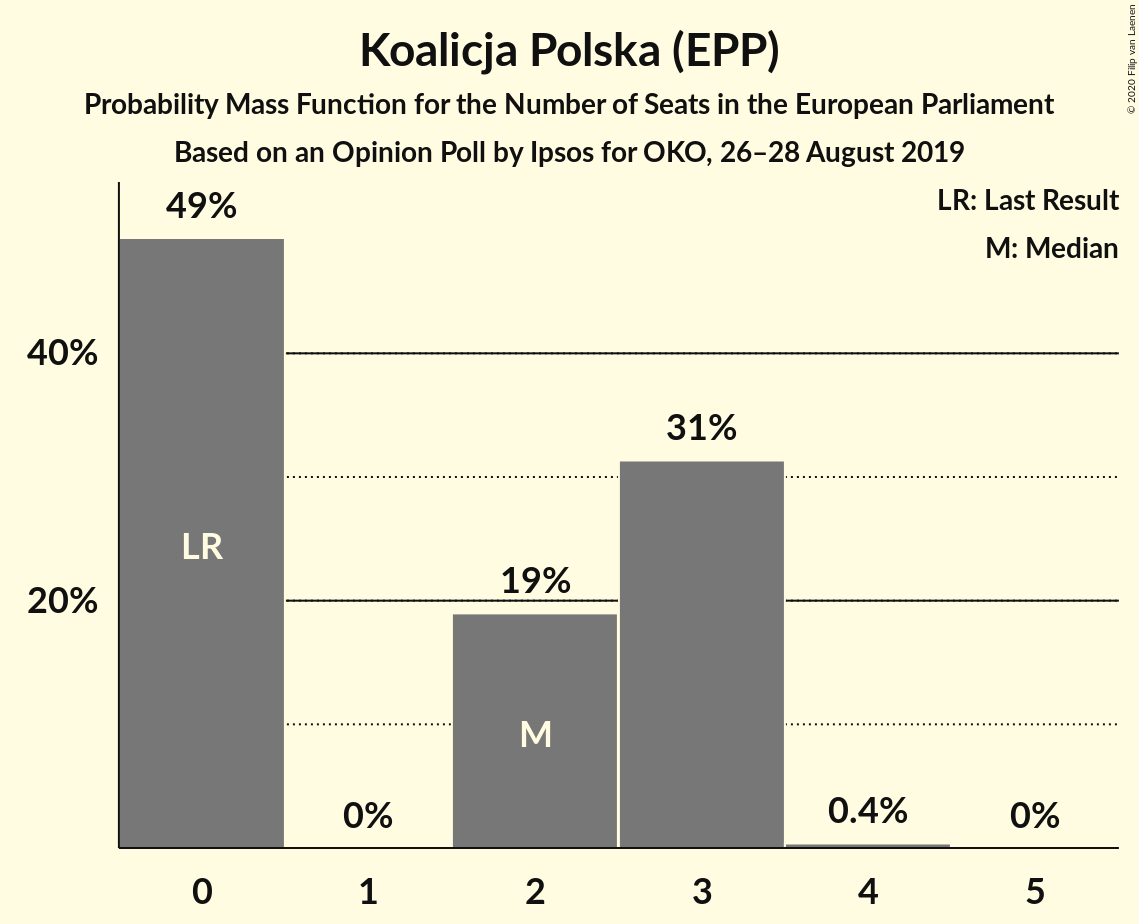 Koalicja Polska (EPP)
Probability Mass Function for the Number of Seats in the European Parliament
Based on an Opinion Poll by Ipsos for OKO, 26–28 August 2019
© 2020 Filip van Laenen
LR: Last Result
M: Median
49%
40%
31%
LR
19%
20%
M
0%
0.4%
0%
0 1 2 3 4 5